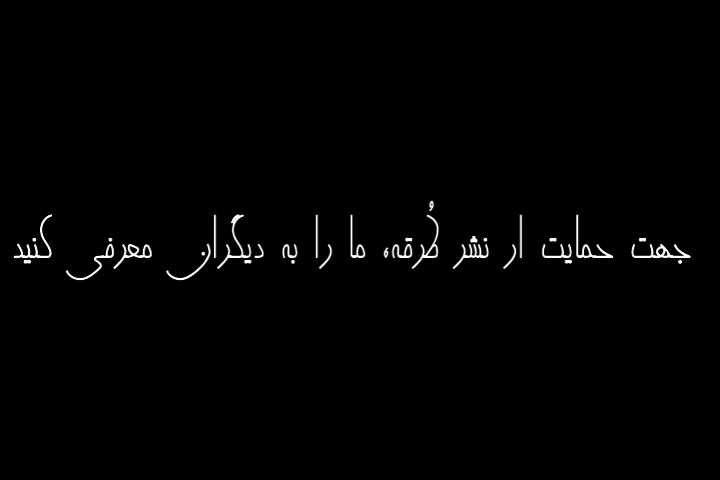 جهت حمایت از نشر طُرقه، ما را به دیگران معرفی کنید